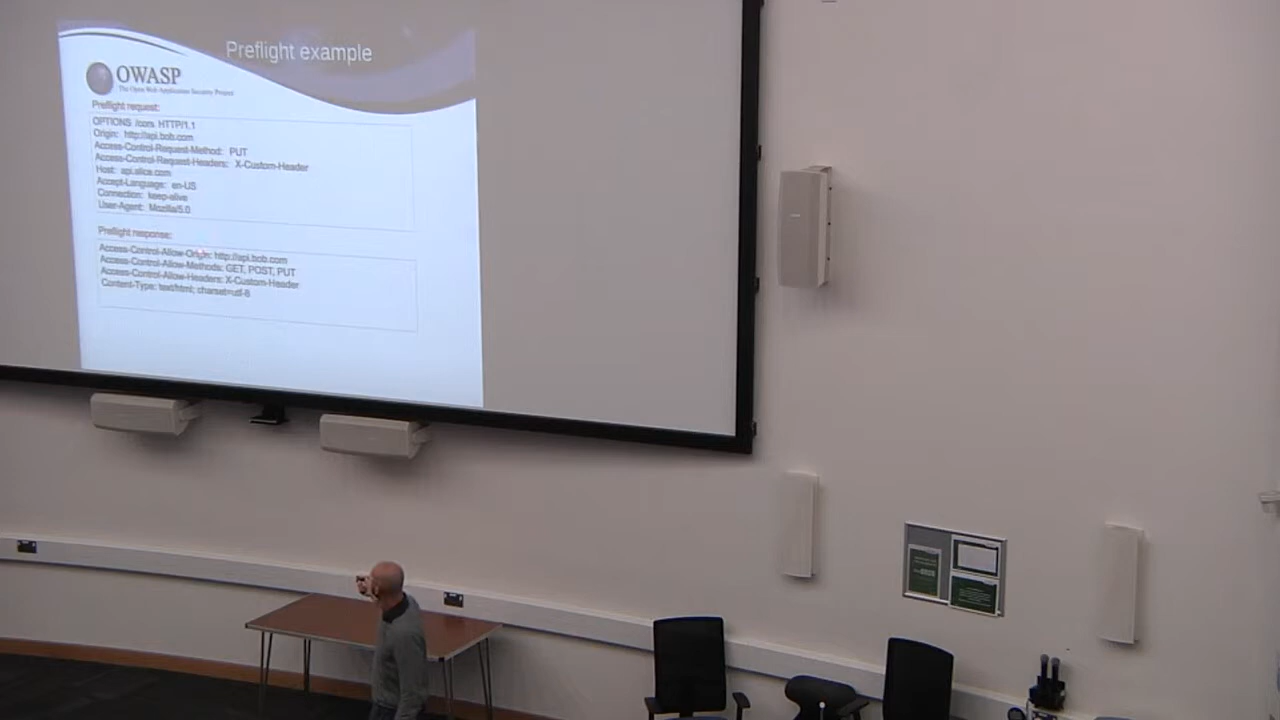 Preflight example
OWASP
The Open Web Application Security Project
Preflight request:
OPTIONS /cors HTTP/1.1
Origin: http://api.bob.com
Access-Control-Request-Method: PUT
Access-Control-Request-Headers: X-Custom-Header
Host: api.alice.com
Accept-Language: en-US
Connection: keep-alive
User-Agent: Mozilla/5.0
Preflight response:
Access-Control-Allow-Origin: http://api.bob.com
Access-Control-Allow-Methods: GET, POST, PUT
Access-Control-Allow-Headers: X-Custom-Header
Content-Type: text/html; charset=utf-8